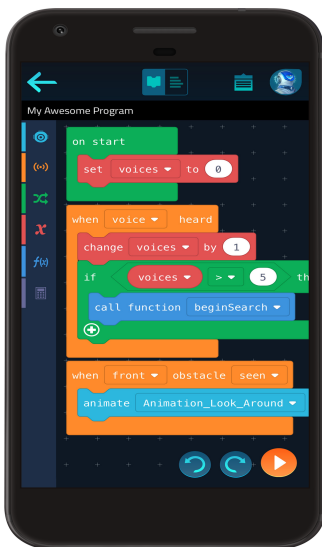 My Awesome Program
on start
set voices to 0
when voice heard
x
change voices by 1
f(x)
if voices > 5 th
call function beginSearch
when front obstacle seen
animate Animation_Look_Around